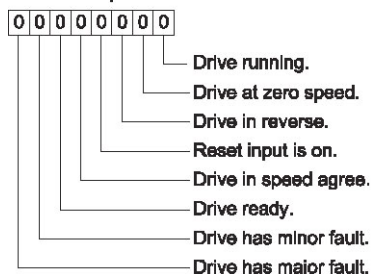 0 0 0 0 0 0 0 0
Drive running.
Drive at zero speed.
Drive in reverse.
Reset input is on.
Drive in speed agree.
Drive ready.
Drive has minor fault.
Drive has major fault.